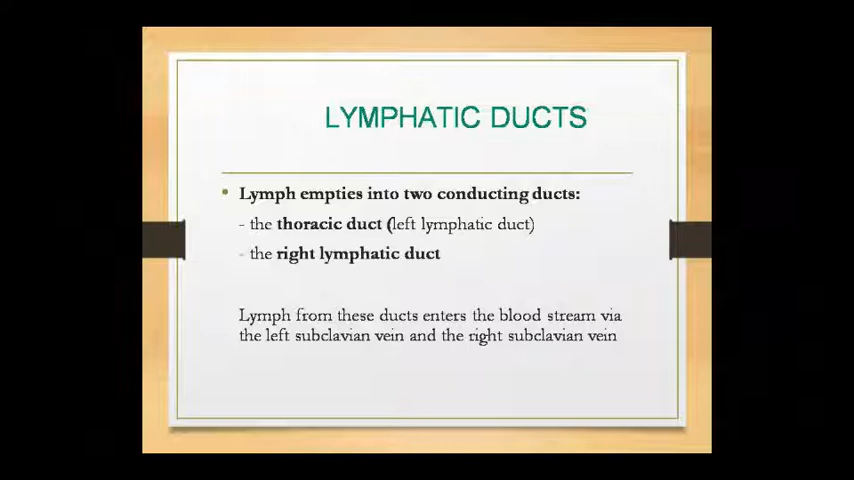 LYMPHATIC DUCTS
• Lymph empties into two conducting ducts:
- the thoracic duct (left lymphatic duct)
- the right lymphatic duct
Lymph from these ducts enters the blood stream via
the left subclavian vein and the right subclavian vein